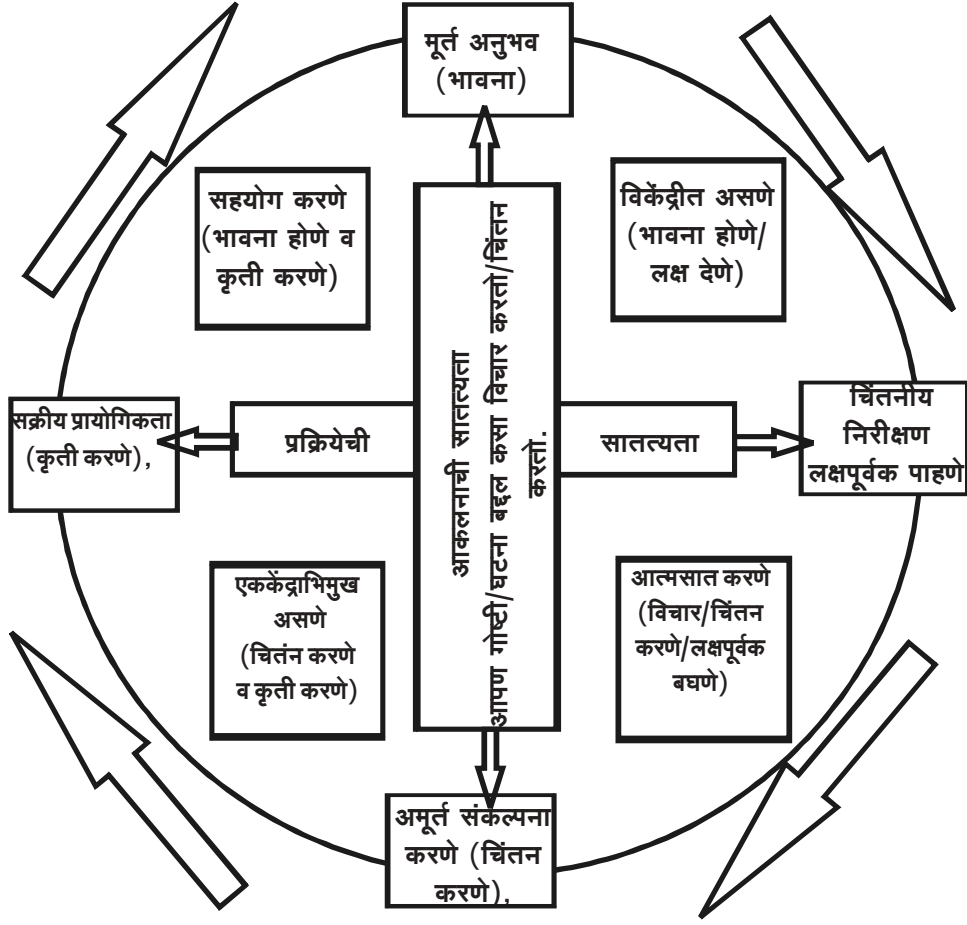 मूर्त अनुभव
(भावना)
सहयोग करणे
(भावना होणे व
कृती करणे)
विकेंद्रीत असणे
(भावना होणे/
लक्ष देणे)
सक्रीय प्रायोगिकता
(कृती करणे),
प्रक्रियेची
आकलनाची सातत्यता
आपण गोष्टी/घटना बद्दल कसा विचार करतो/चिंतन
करतो.
सातत्यता
चिंतनीय
निरीक्षण
लक्षपूर्वक पाहणे
एककेंद्राभिमुख
असणे
(चितंन करणे
व कृती करणे)
आत्मसात करणे
(विचार/चिंतन
करणे/लक्षपूर्वक
बघणे)
अमूर्त संकल्पना
करणे (चिंतन
करणे),